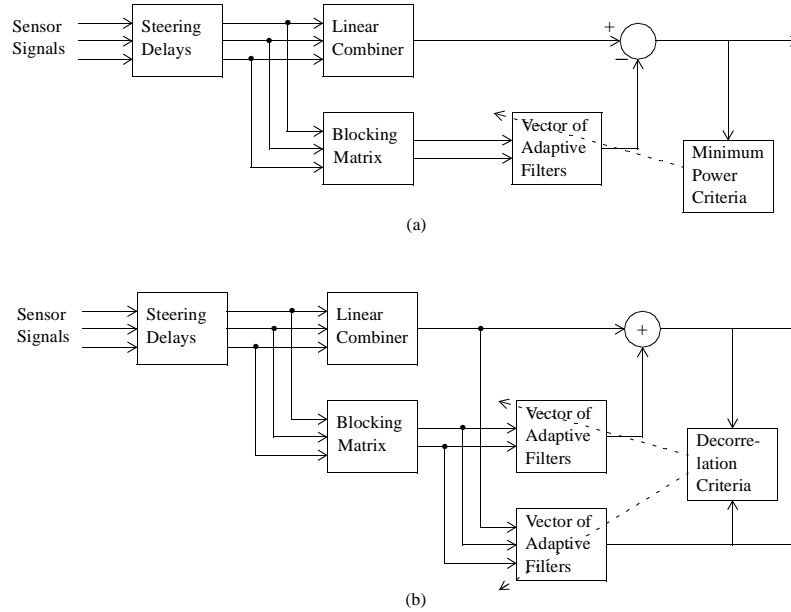 Sensor
Signals
Steering
Delays
Linear
Combiner
+
−
Blocking
Matrix
Vector of
Adaptive
Filters
Minimum
Power
Criteria
(a)
Sensor
Signals
Steering
Delays
Linear
Combiner
+
Blocking
Matrix
Vector of
Adaptive
Filters
Decorre-
lation
Criteria
Vector of
Adaptive
Filters
(b)